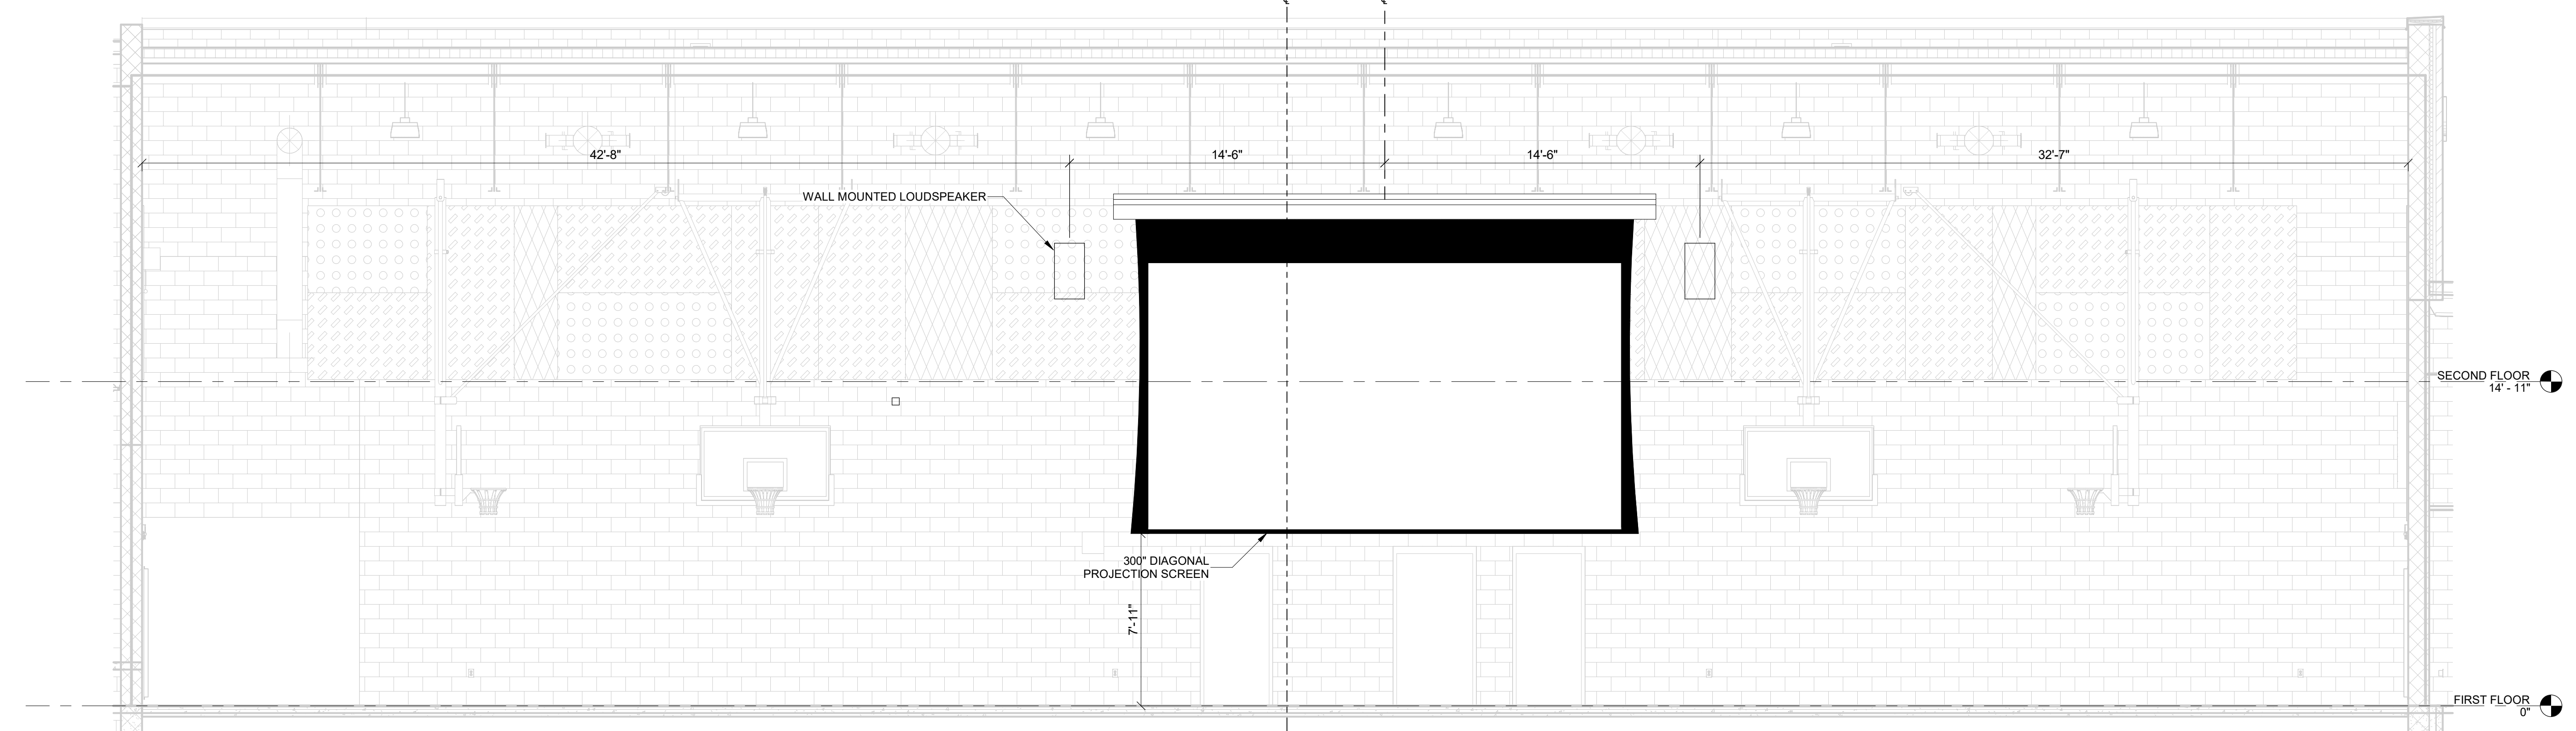 42'-8"
14'-6"
14'-6"
32'-7"
WALL MOUNTED LOUDSPEAKER
SECOND FLOOR
14' - 11"
300" DIAGONAL
PROJECTION SCREEN
7'-11"
FIRST FLOOR
0"